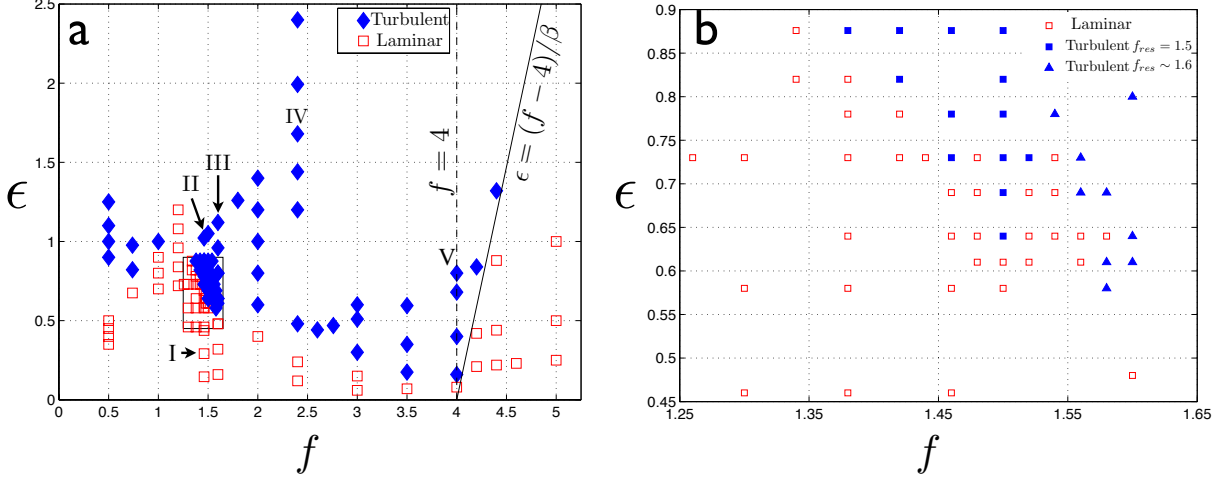 a
Turbulent
Laminar
2.5
2
1.5
1
0.5
0
ϵ
I
II
III
IV
V
f = 4
ϵ = (f − 4)/β
0 0.5 1 1.5 2 2.5 3 3.5 4 4.5 5
f
b
Laminar
Turbulent f_res = 1.5
Turbulent f_res ∼ 1.6
0.9
0.85
0.8
0.75
0.7
0.65
0.6
0.55
0.5
0.45
ϵ
1.25 1.35 1.45 1.55 1.65
f